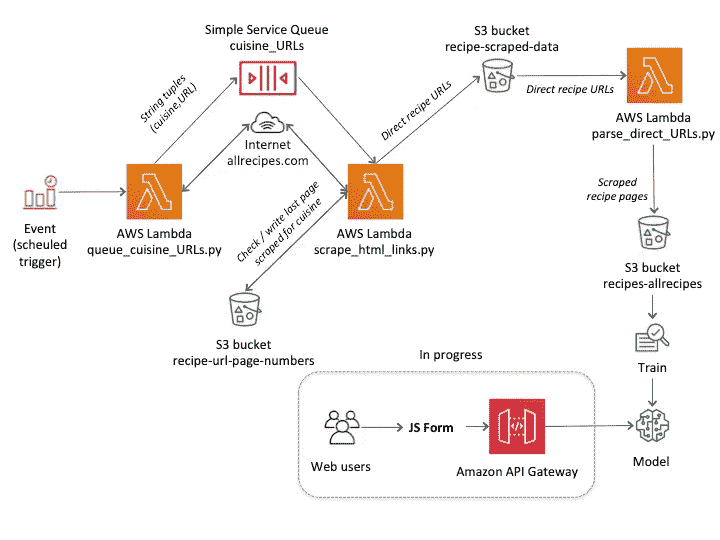 Simple Service Queue
cuisine_URLs
S3 bucket
recipe-scraped-data
String tuples
(cuisine,URL)
Internet
allrecipes.com
Direct recipe URLs
Direct recipe URLs
AWS Lambda
parse_direct_URLs.py
Event
(scheuled
trigger)
AWS Lambda
queue_cuisine_URLs.py
Check / write last page
scraped for cuisine
AWS Lambda
scrape_html_links.py
Scraped
recipe pages
S3 bucket
recipes-allrecipes
S3 bucket
recipe-url-page-numbers
Train
In progress
Web users
JS Form
Amazon API Gateway
Model